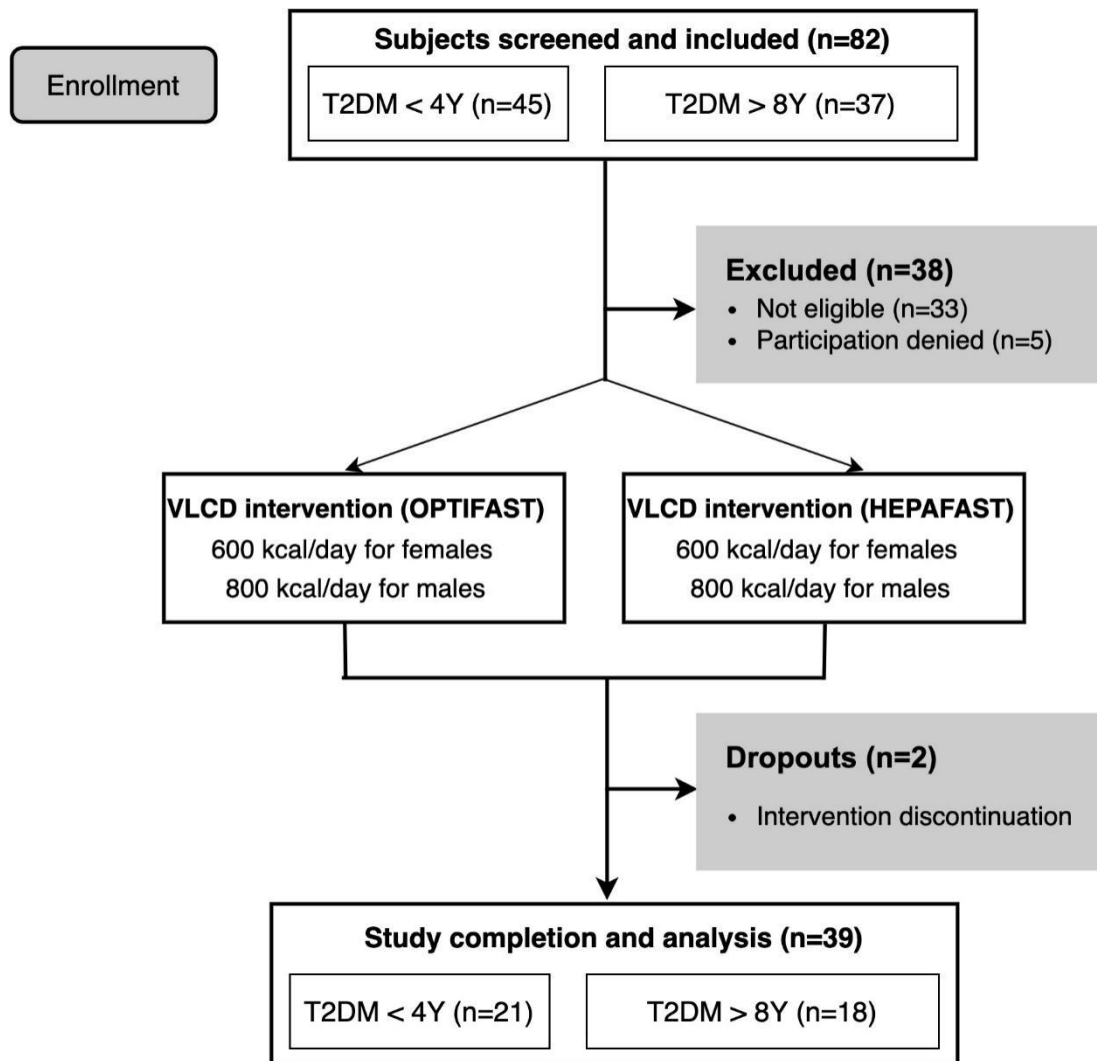 Enrollment
Subjects screened and included (n=82)
T2DM < 4Y (n=45)
T2DM > 8Y (n=37)
Excluded (n=38)
• Not eligible (n=33)
• Participation denied (n=5)
VLCD intervention (OPTIFAST)
600 kcal/day for females
800 kcal/day for males
VLCD intervention (HEPAFAST)
600 kcal/day for females
800 kcal/day for males
Dropouts (n=2)
• Intervention discontinuation
Study completion and analysis (n=39)
T2DM < 4Y (n=21)
T2DM > 8Y (n=18)